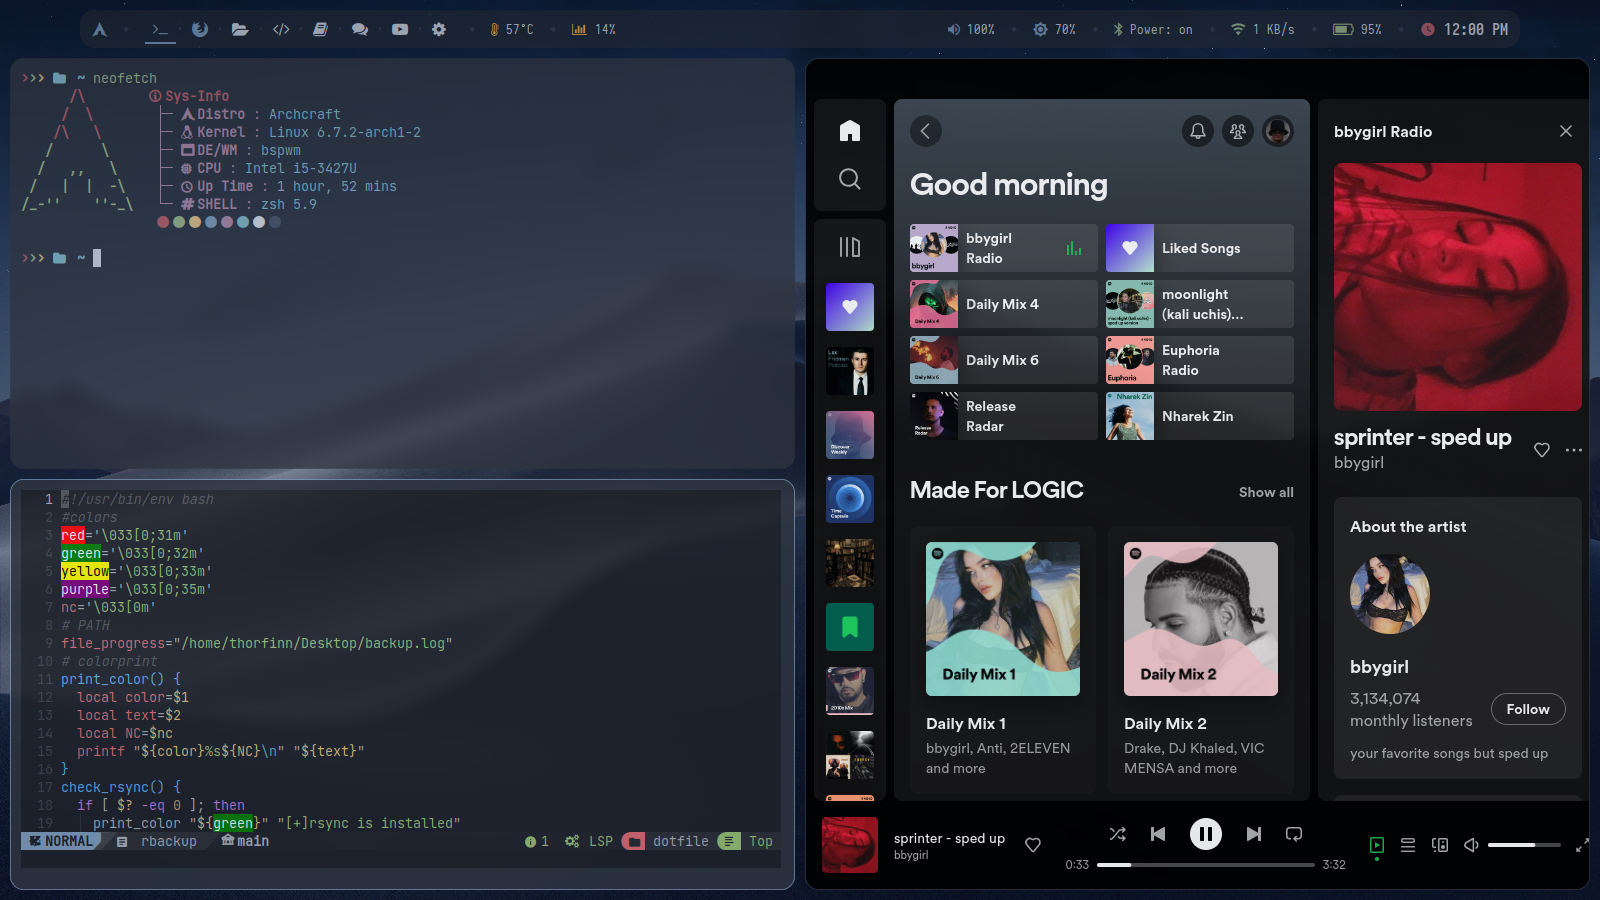 57°C
14%
100%
70%
Power: on
1 KB/s
95%
12:00 PM
>>> ~ neofetch
Sys-Info
Distro : Archcraft
Kernel : Linux 6.7.2-arch1-2
DE/WM : bspwm
CPU : Intel i5-3427U
Up Time : 1 hour, 52 mins
SHELL : zsh 5.9
>>> ~
1 #!/usr/bin/env bash
2 #colors
3 red='\033[0;31m'
4 green='\033[0;32m'
5 yellow='\033[0;33m'
6 purple='\033[0;35m'
7 nc='\033[0m'
8 # PATH
9 file_progress="/home/thorfinn/Desktop/backup.log"
10 # colorprint
11 print_color() {
12 local color=$1
13 local text=$2
14 local NC=$nc
15 printf "${color}%s${NC}\n" "${text}"
16 }
17 check_rsync() {
18 if [ $? -eq 0 ]; then
19 print_color "${green}" "[+]rsync is installed"
NORMAL rbackup main 1 LSP dotfile Top
Good morning
bbygirl Radio
Liked Songs
Daily Mix 4
moonlight (kali uchis)...
Daily Mix 6
Euphoria Radio
Release Radar
Nharek Zin
Made For LOGIC
Show all
Daily Mix 1
Daily Mix 2
Daily Mix 1
bbygirl, Anti, 2ELEVEN
and more
Daily Mix 2
Drake, DJ Khaled, VIC
MENSA and more
bbygirl Radio
sprinter - sped up
bbygirl
About the artist
bbygirl
3,134,074
monthly listeners
Follow
your favorite songs but sped up
sprinter - sped up
bbygirl
0:33
3:32